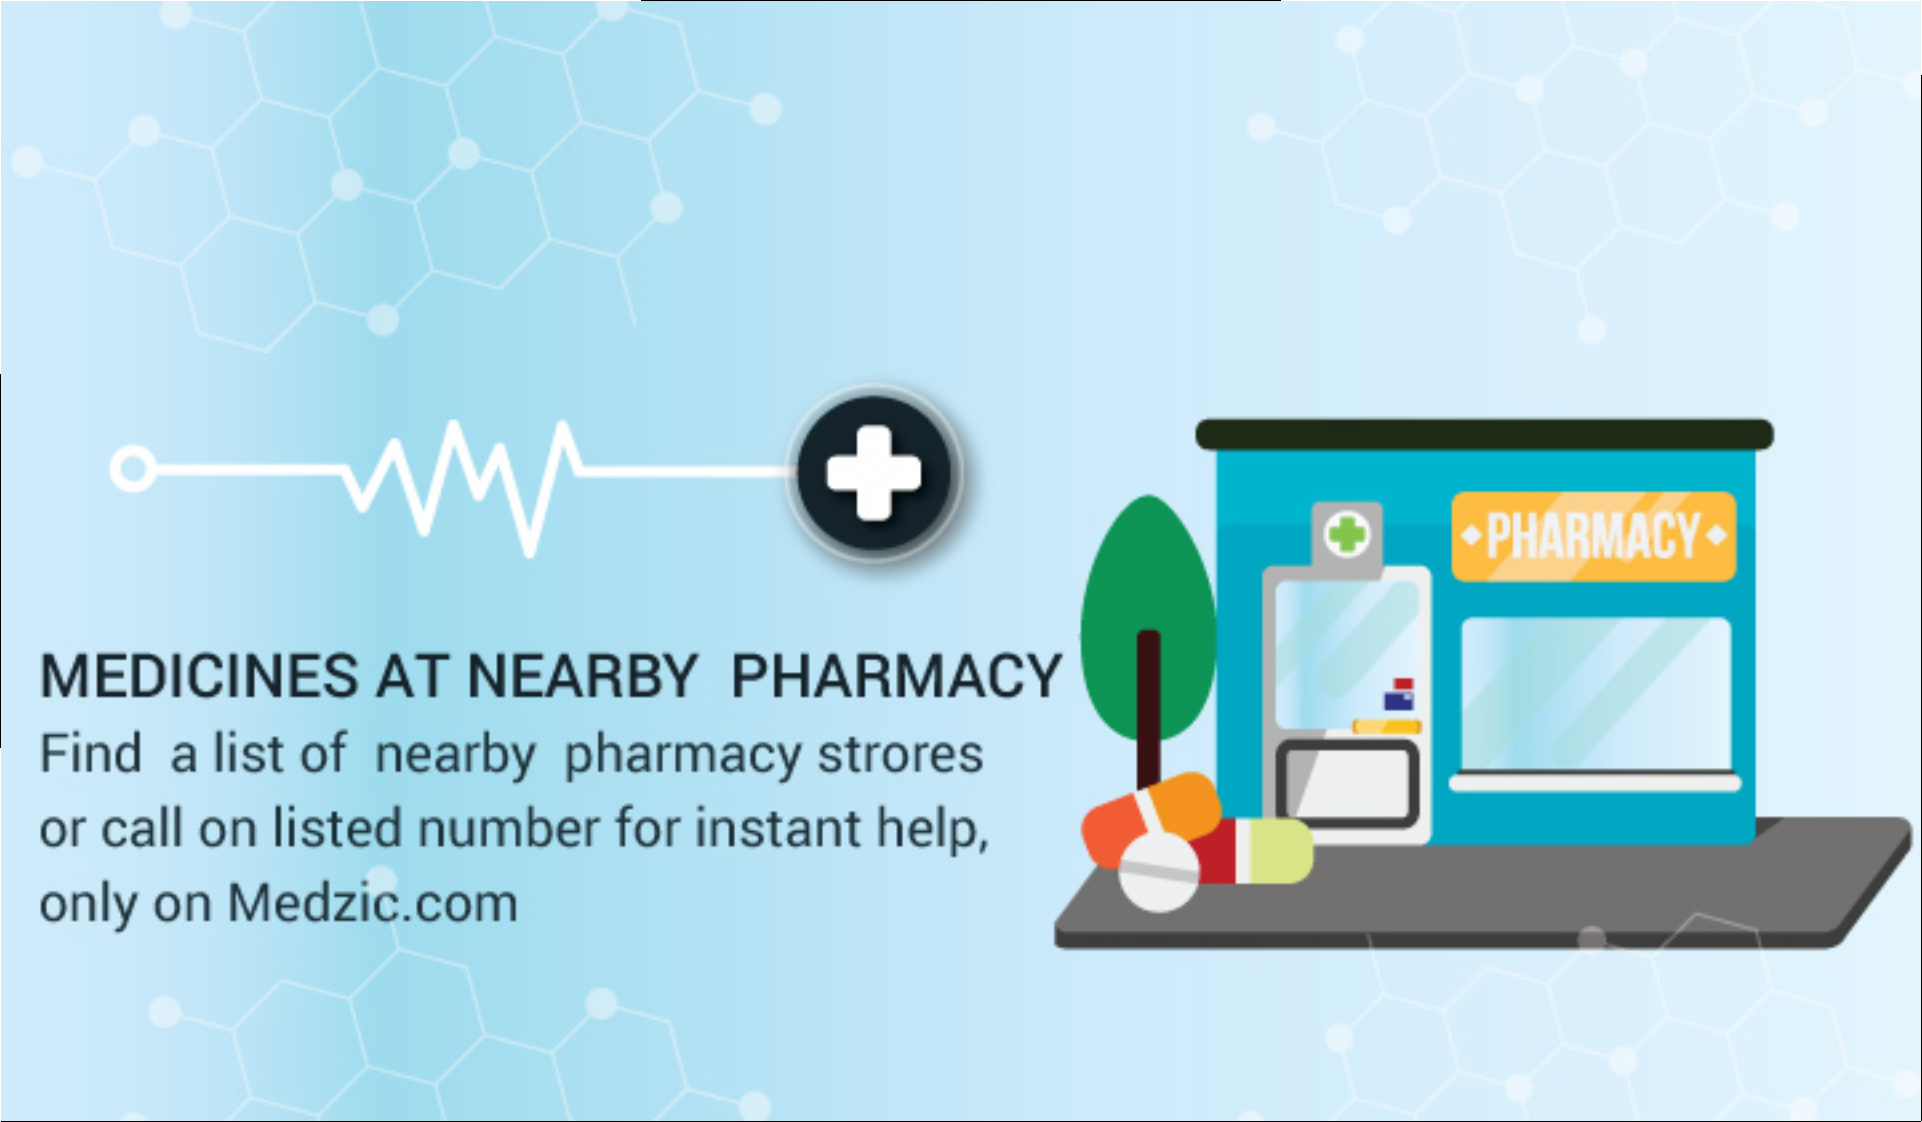 PHARMACY
MEDICINES AT NEARBY PHARMACY
Find a list of nearby pharmacy strores
or call on listed number for instant help,
only on Medzic.com